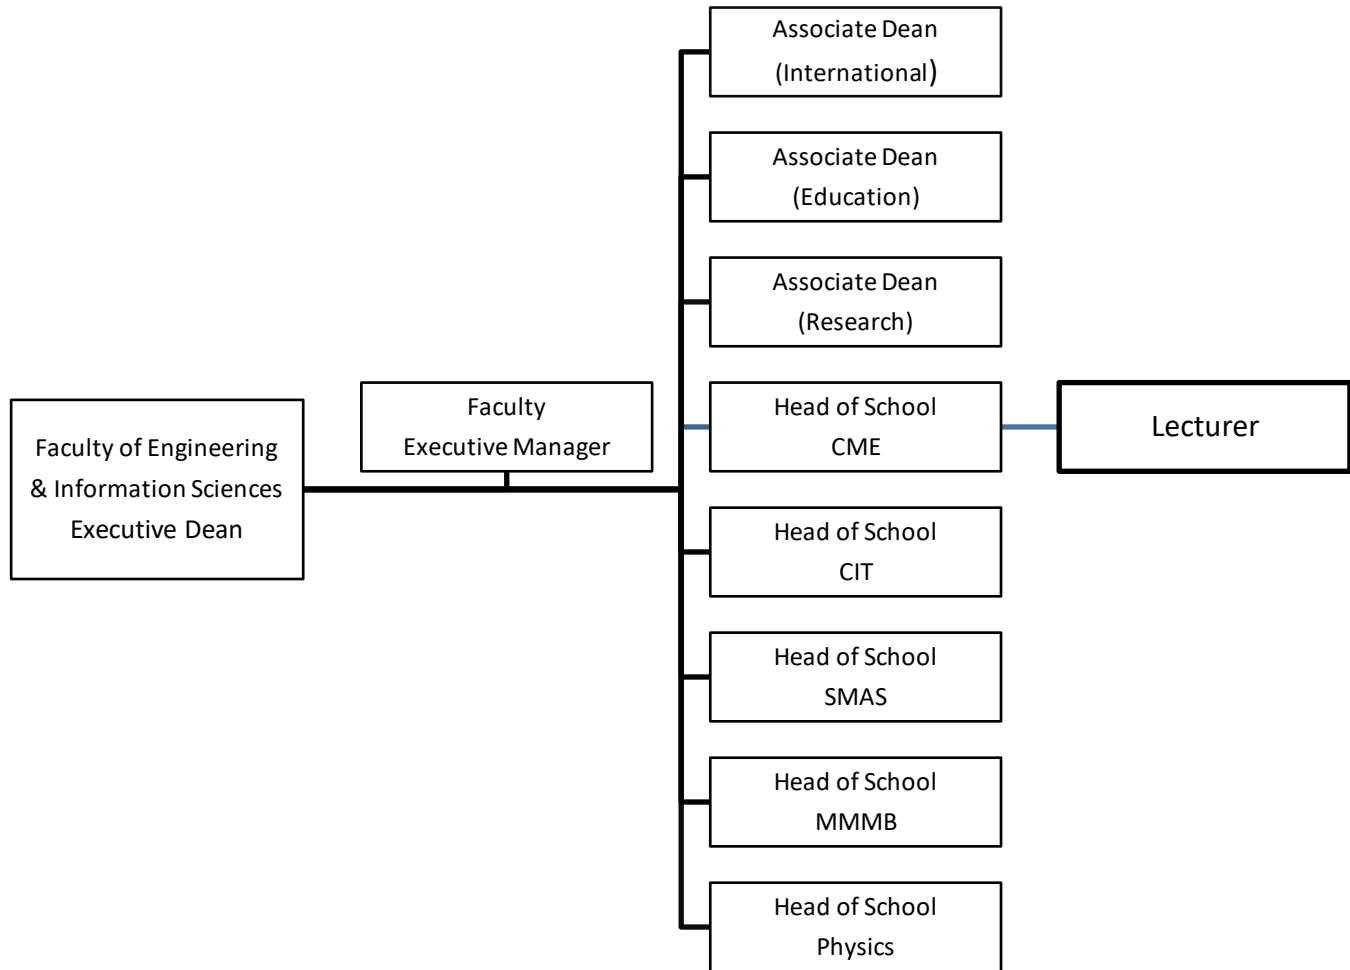 Associate Dean
(International)
Associate Dean
(Education)
Associate Dean
(Research)
Faculty of Engineering
& Information Sciences
Executive Dean
Faculty
Executive Manager
Head of School
CME
Lecturer
Head of School
CIT
Head of School
SMAS
Head of School
MMMB
Head of School
Physics